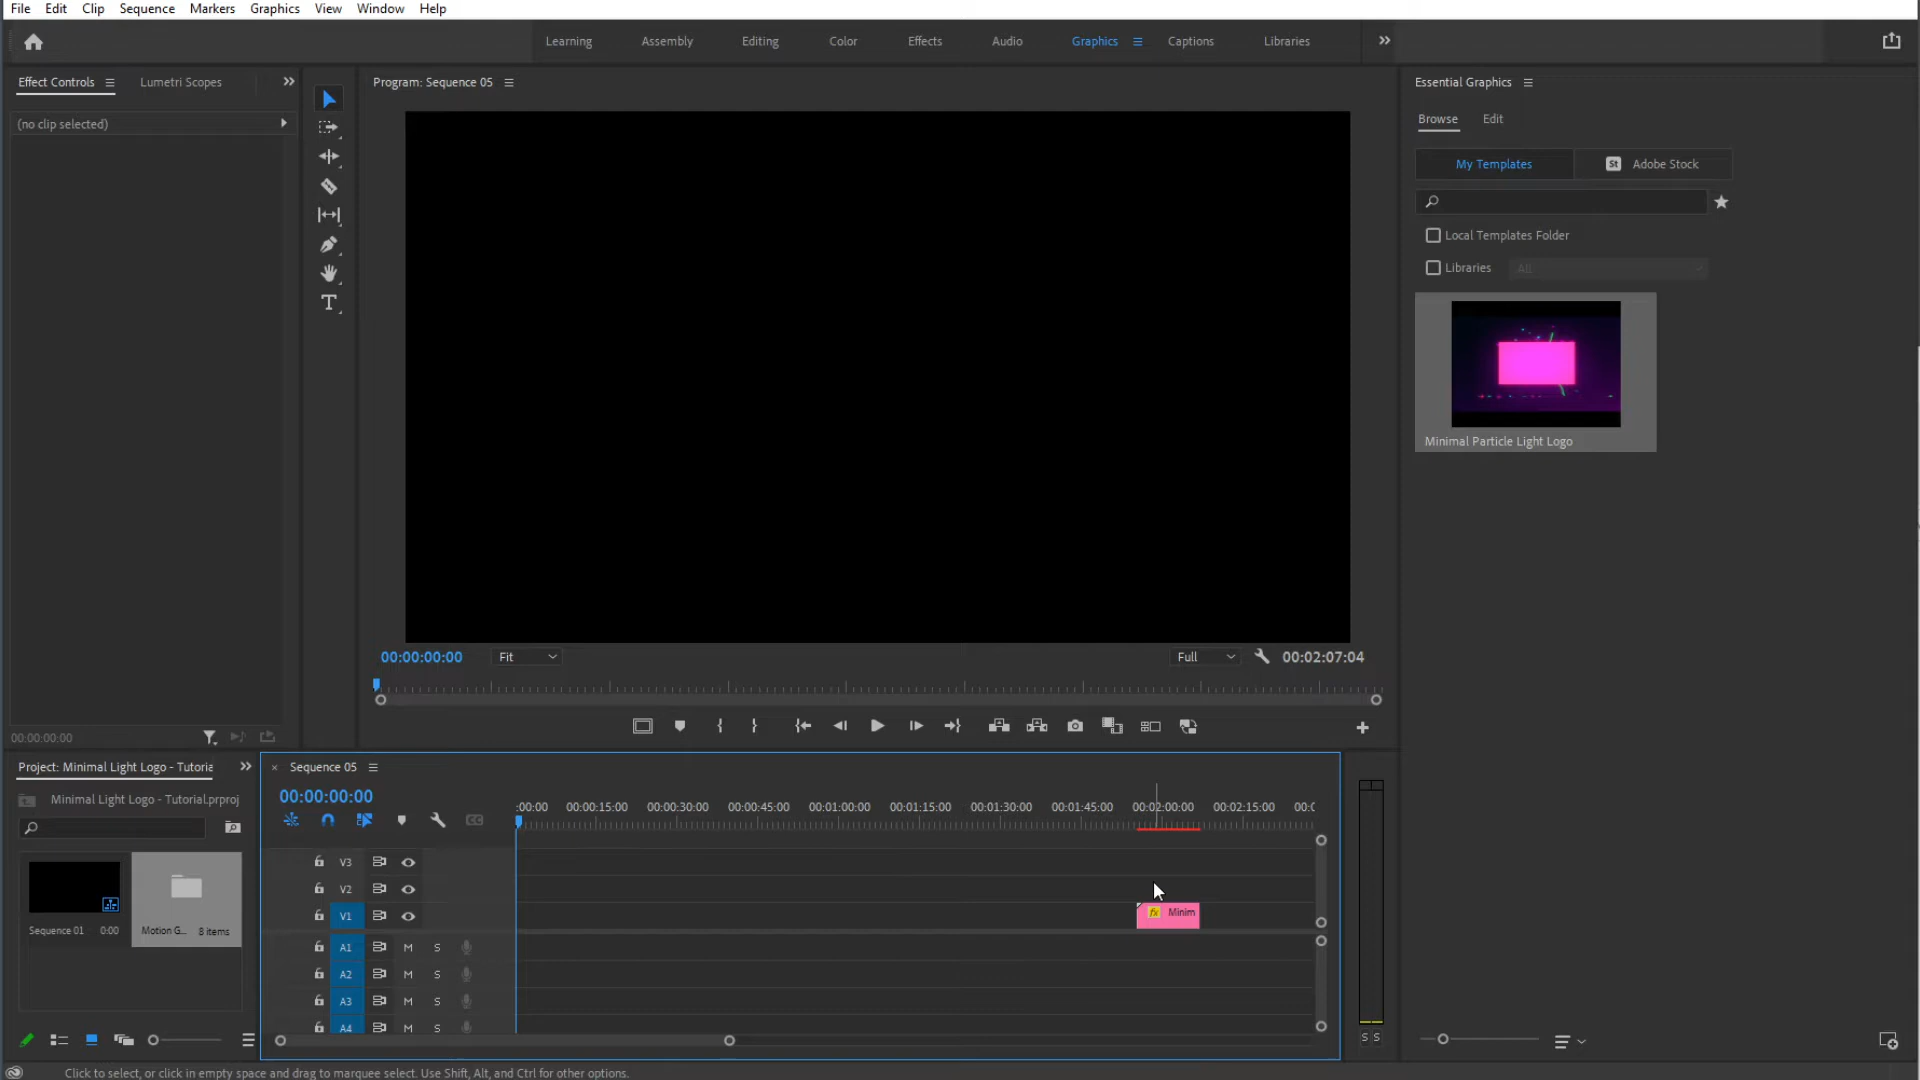 File Edit Clip Sequence Markers Graphics View Window Help
Learning Assembly Editing Color Effects Audio Graphics Captions Libraries
Effect Controls Lumetri Scopes
(no clip selected)
00:00:00:00
Program: Sequence 05
00:00:00:00 Fit Full 00:02:07:04
Essential Graphics
Browse Edit
My Templates St Adobe Stock
Local Templates Folder
Libraries All
Minimal Particle Light Logo
Project: Minimal Light Logo - Tutoria
Minimal Light Logo - Tutorial.prproj
Sequence 01 0:00 Motion G... 8 items
Sequence 05
00:00:00:00
:00:00 00:00:15:00 00:00:30:00 00:00:45:00 00:01:00:00 00:01:15:00 00:01:30:00 00:01:45:00 00:02:00:00 00:02:15:00 00:0
V3
V2
V1 fx Minim
A1 M S
A2 M S
A3 M S
A4 M S
S S
Click to select, or click in empty space and drag to marquee select. Use Shift, Alt, and Ctrl for other options.